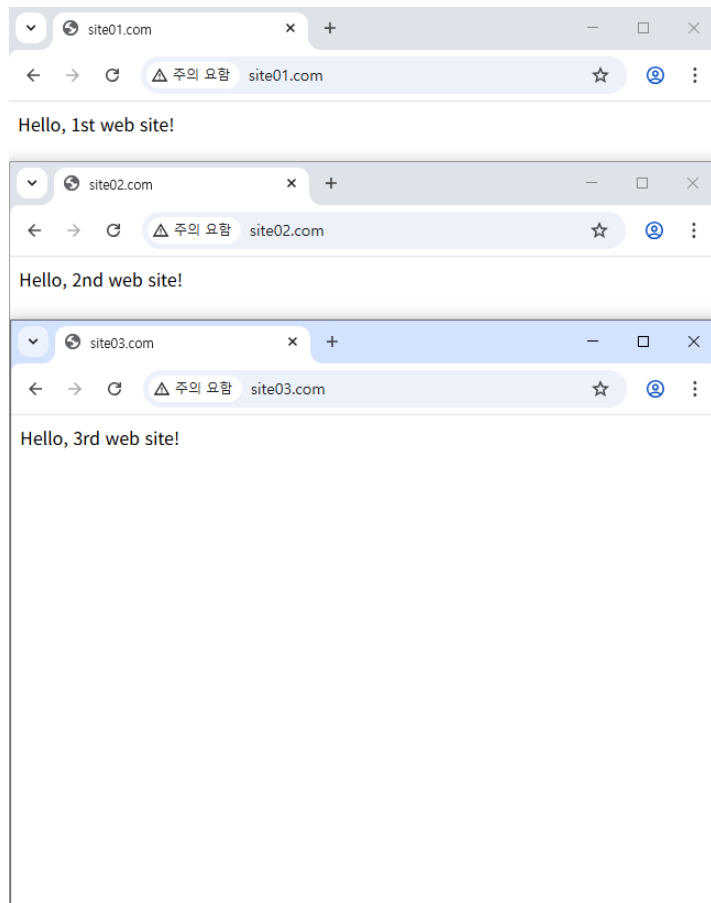 site01.com
주의 요함 site01.com
Hello, 1st web site!
site02.com
주의 요함 site02.com
Hello, 2nd web site!
site03.com
주의 요함 site03.com
Hello, 3rd web site!